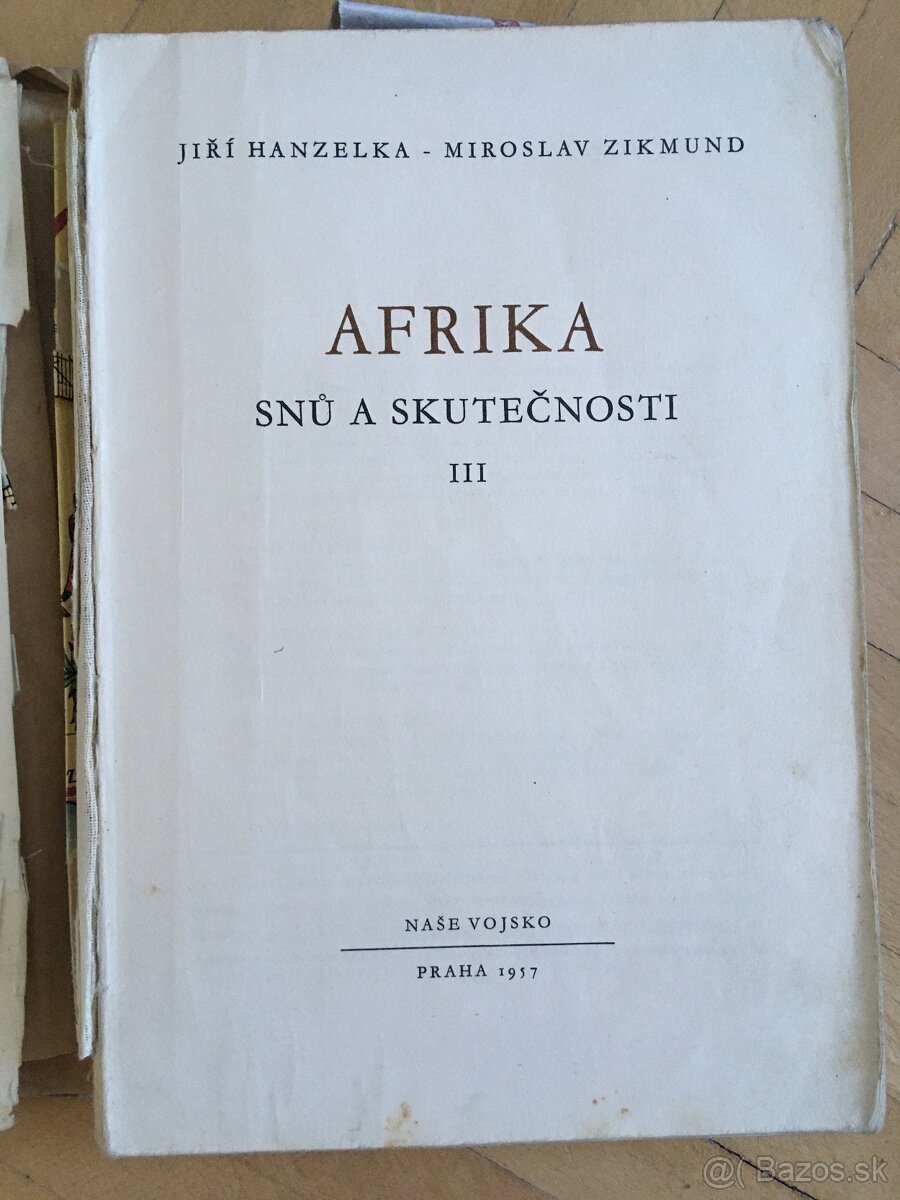 JIŘÍ HANZELKA - MIROSLAV ZIKMUND
AFRIKA
SNŮ A SKUTEČNOSTI
III
NAŠE VOJSKO
PRAHA 1957
@( Bazos.sk